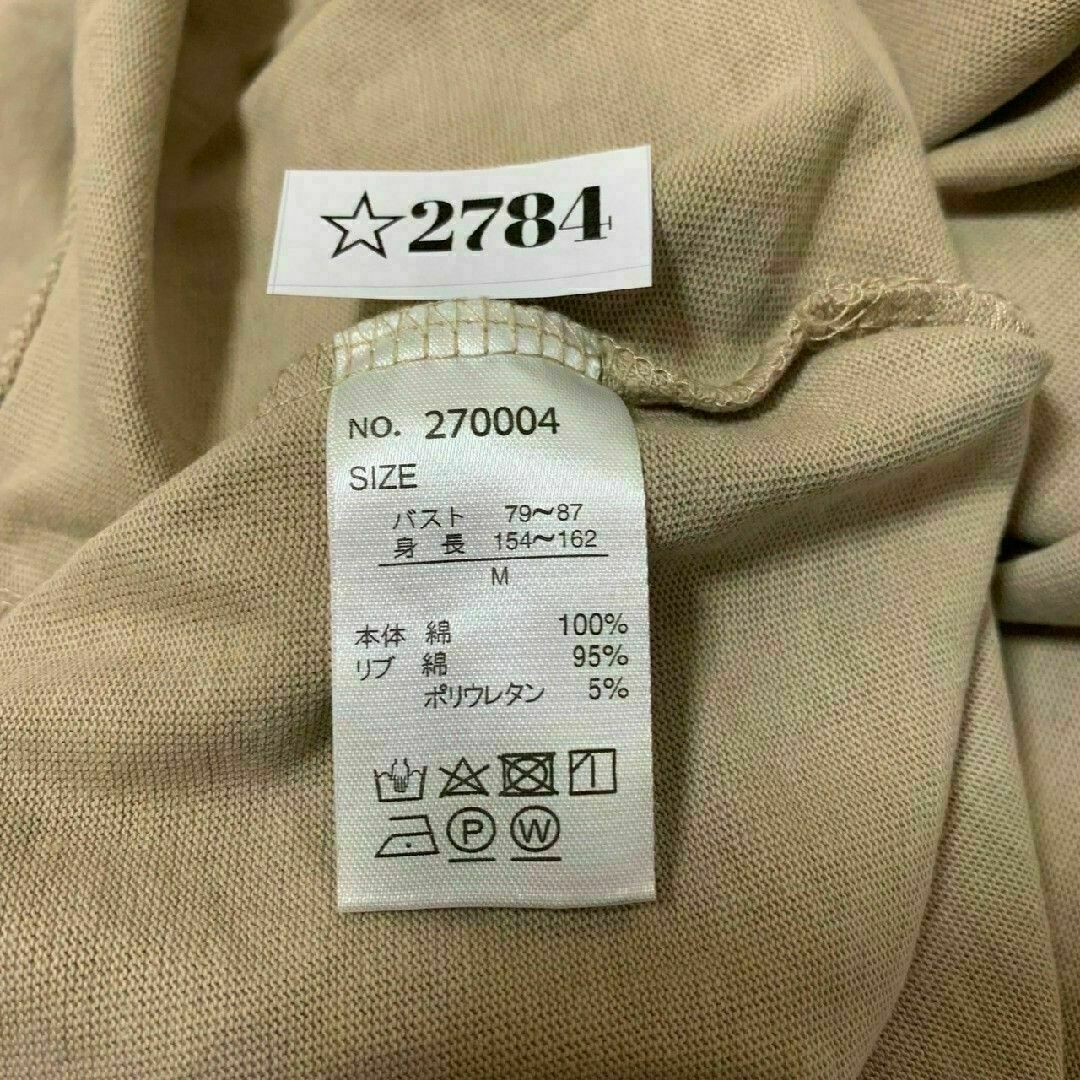 ☆2784
NO. 270004
SIZE
バスト 79～87
身 長 154～162
M
本体 綿 100%
リブ 綿 95%
ポリウレタン 5%
P W